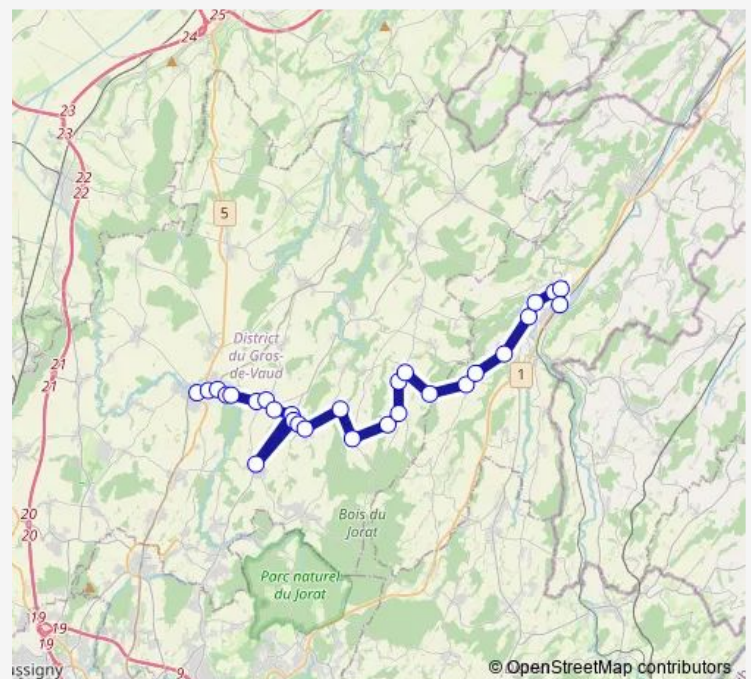 25
24
23
23
22
22
5
District
du Gros-
de-Vaud
21
21
1
20
20
Bois du
Jorat
Parc naturel
du Jorat
19
19
19
9
ssigny
© OpenStreetMap contributors